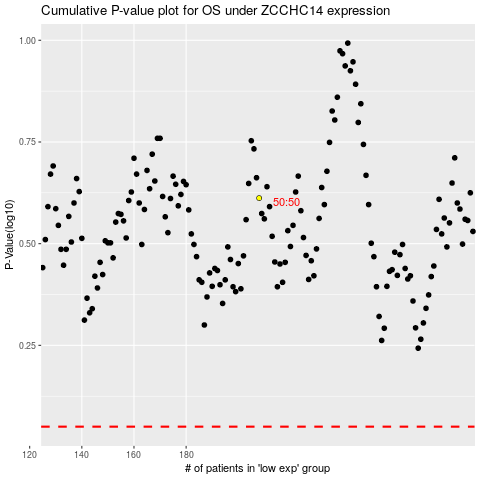 Cumulative P-value plot for OS under ZCCHC14 expression
1.00
0.75
50:50
0.50
0.25
P-Value(log10)
120 140 160 180
# of patients in 'low exp' group